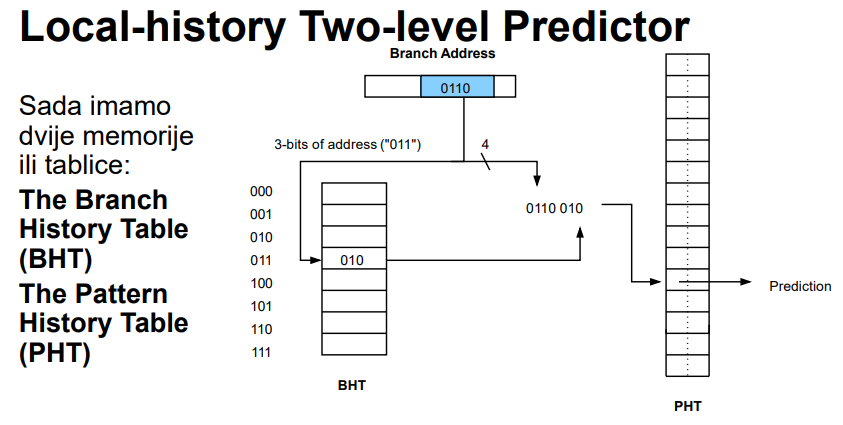 Local-history Two-level Predictor
Branch Address
0110
Sada imamo
dvije memorije
ili tablice:
The Branch
History Table
(BHT)
The Pattern
History Table
(PHT)
3-bits of address ("011")
4
000
001
010
011
100
101
110
111
010
0110 010
BHT
Prediction
PHT